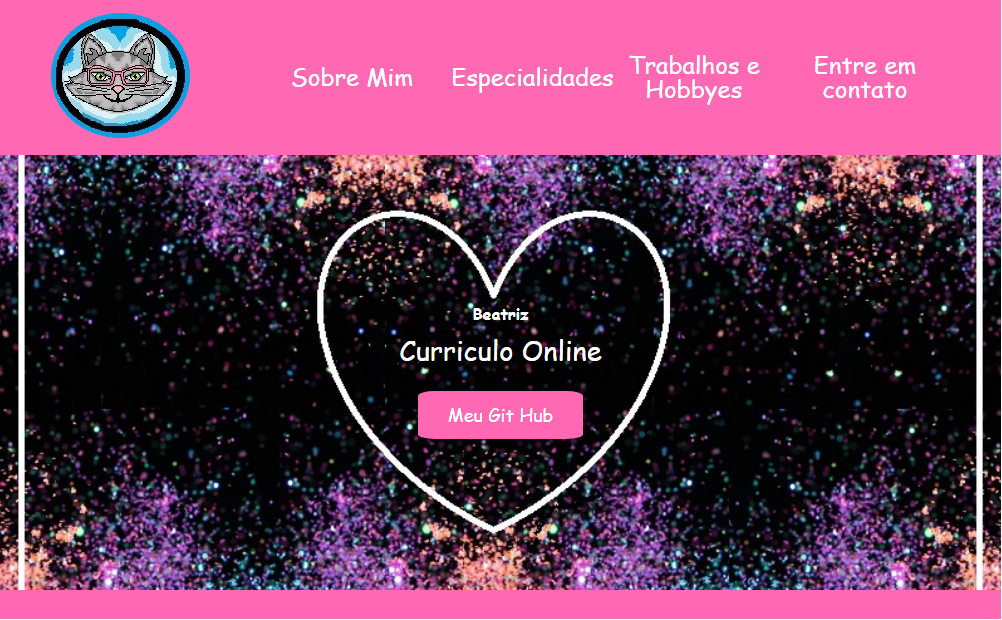 Sobre Mim
Especialidades
Trabalhos e
Hobbyes
Entre em
contato
Beatriz
Curriculo Online
Meu Git Hub